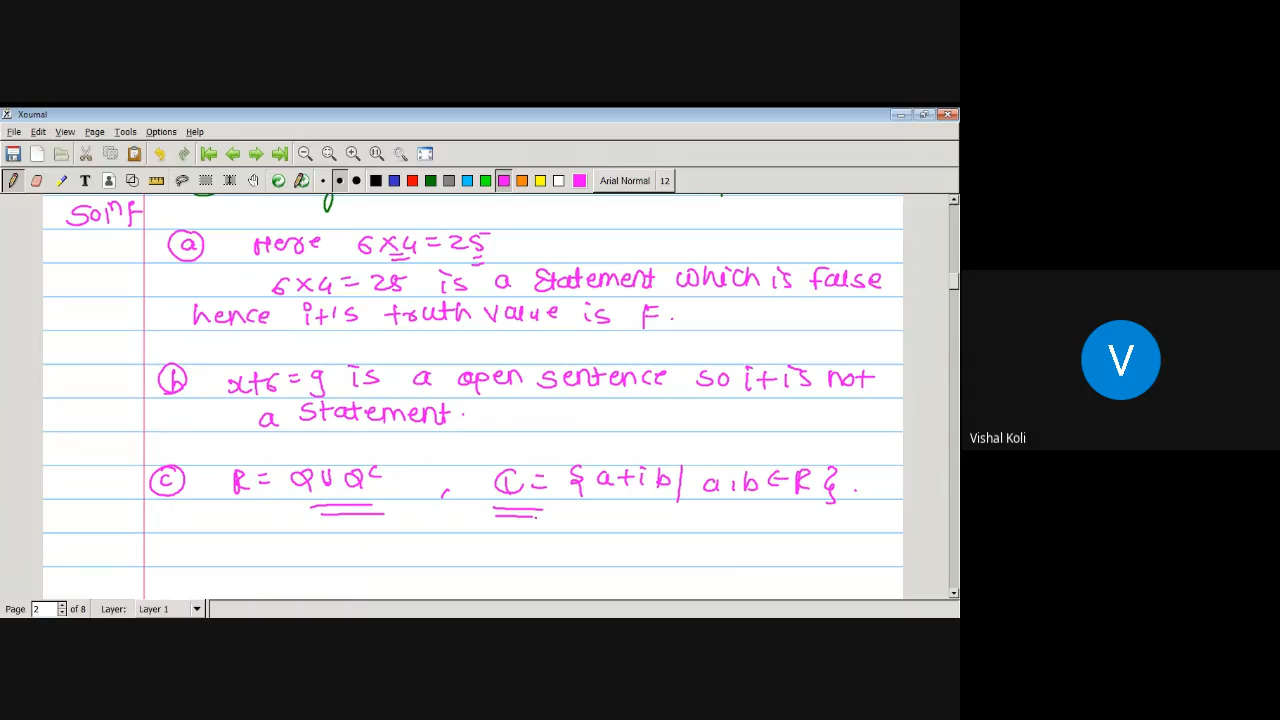 Xournal
File Edit View Page Tools Options Help
Arial Normal 12
Soln
(a) Here 6×4=25
6×4=25 is a Statement which is false
hence it's truth value is F.
(b) x+6=9 is a open sentence so it is not
a statement.
(c) R = Q∪Qᶜ , ℂ = {a+ib | a,b∈R}.
Page 2 of 8 Layer: Layer 1
V
Vishal Koli